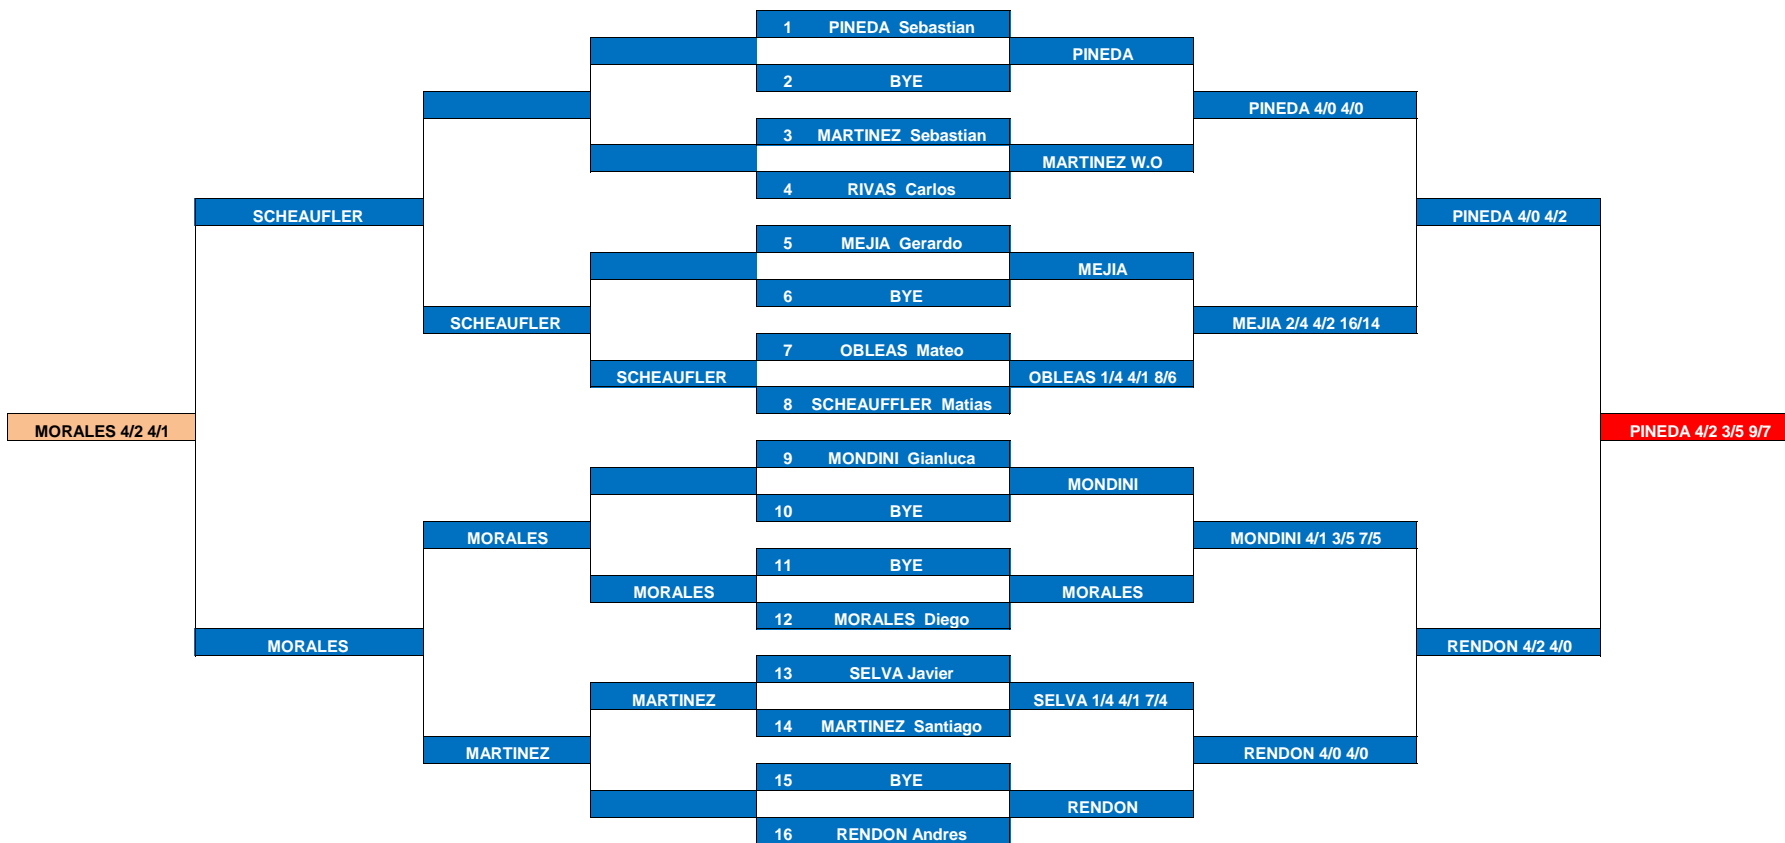 1 PINEDA Sebastian
PINEDA
2 BYE
PINEDA 4/0 4/0
3 MARTINEZ Sebastian
MARTINEZ W.O
4 RIVAS Carlos
SCHEAUFLER
PINEDA 4/0 4/2
5 MEJIA Gerardo
MEJIA
6 BYE
SCHEAUFLER
MEJIA 2/4 4/2 16/14
7 OBLEAS Mateo
SCHEAUFLER
OBLEAS 1/4 4/1 8/6
8 SCHEAUFFLER Matias
MORALES 4/2 4/1
PINEDA 4/2 3/5 9/7
9 MONDINI Gianluca
MONDINI
10 BYE
MORALES
MONDINI 4/1 3/5 7/5
11 BYE
MORALES
MORALES
12 MORALES Diego
MORALES
RENDON 4/2 4/0
13 SELVA Javier
MARTINEZ
SELVA 1/4 4/1 7/4
14 MARTINEZ Santiago
MARTINEZ
RENDON 4/0 4/0
15 BYE
RENDON
16 RENDON Andres